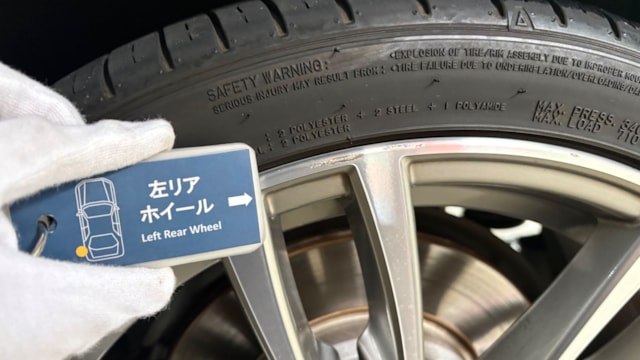 SAFETY WARNING:
SERIOUS INJURY MAY RESULT FROM:
•EXPLOSION OF TIRE/RIM ASSEMBLY DUE TO IMPROPER
•TIRE FAILURE DUE TO UNDERINFLATION/OVERLOADING/
: 2 POLYESTER + 2 STEEL + 1 POLYAMIDE
: 2 POLYESTER
MAX. PRESS.
MAX. LOAD 710
左リア
ホイール
Left Rear Wheel